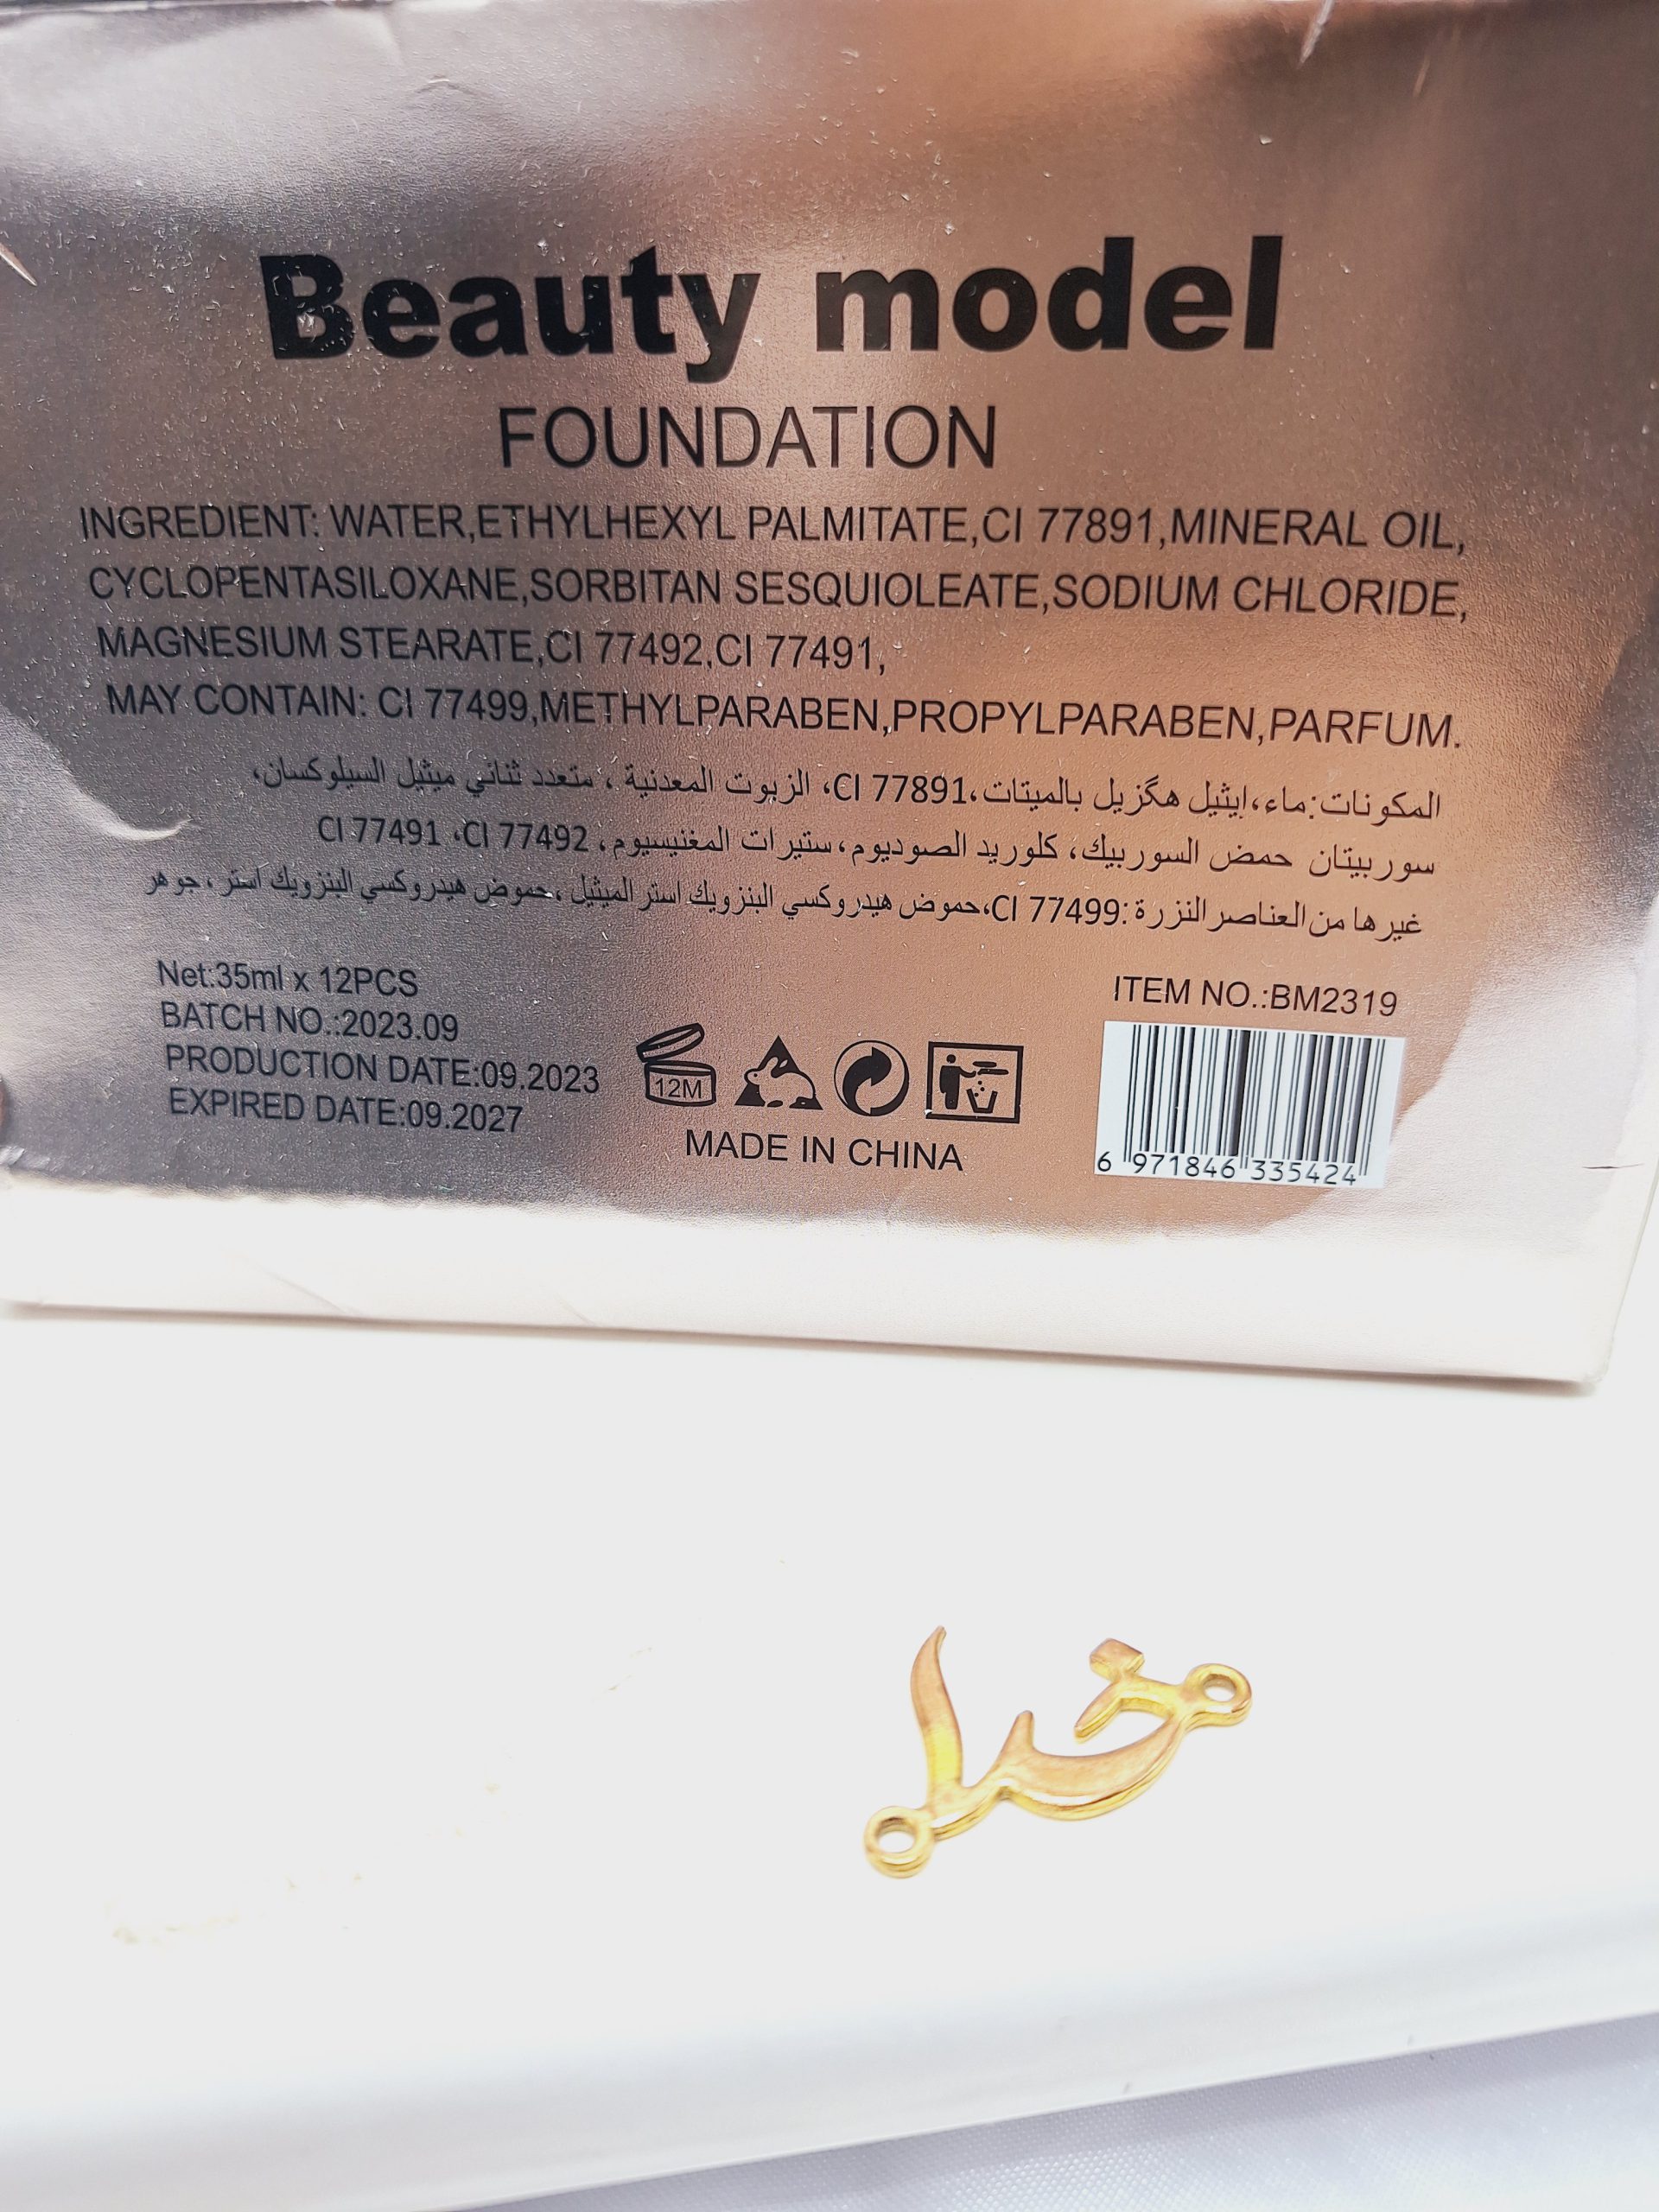 Beauty model
FOUNDATION
INGREDIENT: WATER,ETHYLHEXYL PALMITATE,CI 77891,MINERAL OIL,
CYCLOPENTASILOXANE,SORBITAN SESQUIOLEATE,SODIUM CHLORIDE,
MAGNESIUM STEARATE,CI 77492,CI 77491,
MAY CONTAIN: CI 77499,METHYLPARABEN,PROPYLPARABEN,PARFUM.
المكونات:ماء،ايثيل هگزيل بالميتات،CI 77891، الزيوت المعدنية ، متعدد ثنائي ميثيل السيلوكسان،
سوربيتان حمض السوربيك، كلوريد الصوديوم، ستيرات المغنيسيوم، CI 77492، CI 77491
غيرها من العناصر النزرة:CI 77499،حموض هيدروكسي البنزويك استر الميثيل ،حموض هيدروكسي البنزويك استر ، جوهر
Net:35ml x 12PCS
BATCH NO.:2023.09
PRODUCTION DATE:09.2023
EXPIRED DATE:09.2027
12M
MADE IN CHINA
ITEM NO.:BM2319
6 971846 335424
خدا